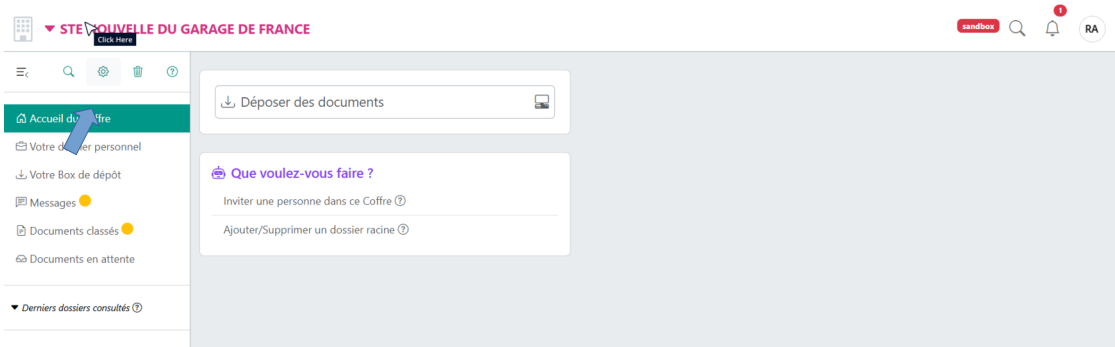 STE NOUVELLE DU GARAGE DE FRANCE
Click Here
sandbox
1
RA
Déposer des documents
Accueil du Coffre
Votre dossier personnel
Votre Box de dépôt
Messages
Documents classés
Documents en attente
Derniers dossiers consultés
Que voulez-vous faire ?
Inviter une personne dans ce Coffre
Ajouter/Supprimer un dossier racine